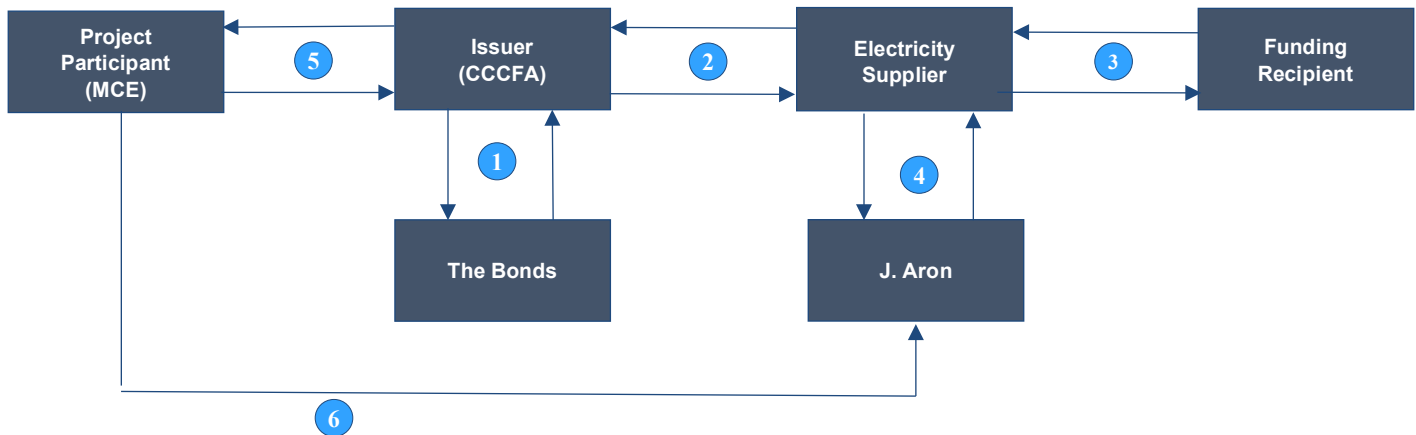 Project
Participant
(MCE)
5
Issuer
(CCCFA)
2
Electricity
Supplier
3
Funding
Recipient
1
4
The Bonds
J. Aron
6